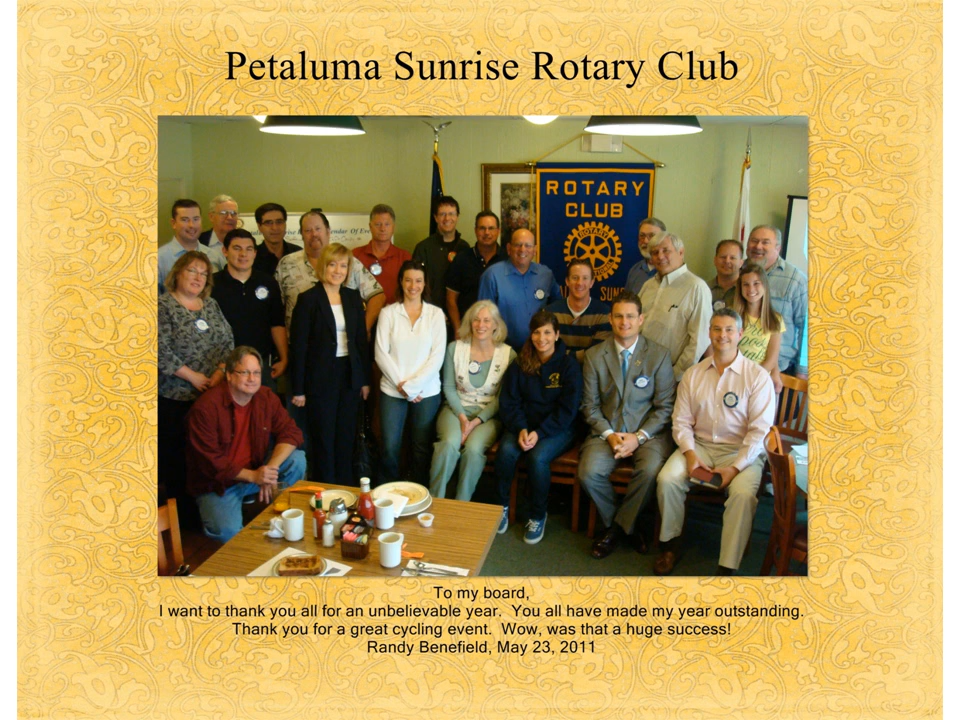 Petaluma Sunrise Rotary Club
ROTARY
CLUB
ROTARY
To my board,
I want to thank you all for an unbelievable year.  You all have made my year outstanding.
Thank you for a great cycling event.  Wow, was that a huge success!
Randy Benefield, May 23, 2011